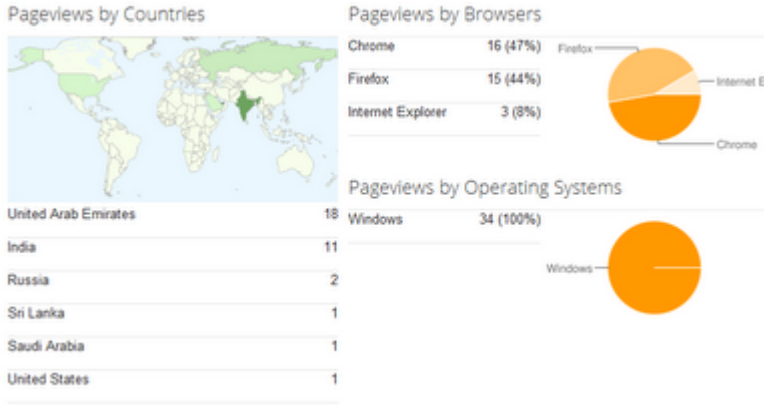 Pageviews by Countries
United Arab Emirates 18
India 11
Russia 2
Sri Lanka 1
Saudi Arabia 1
United States 1
Pageviews by Browsers
Chrome 16 (47%)
Firefox 15 (44%)
Internet Explorer 3 (8%)
Firefox
Internet E
Chrome
Pageviews by Operating Systems
Windows 34 (100%)
Windows